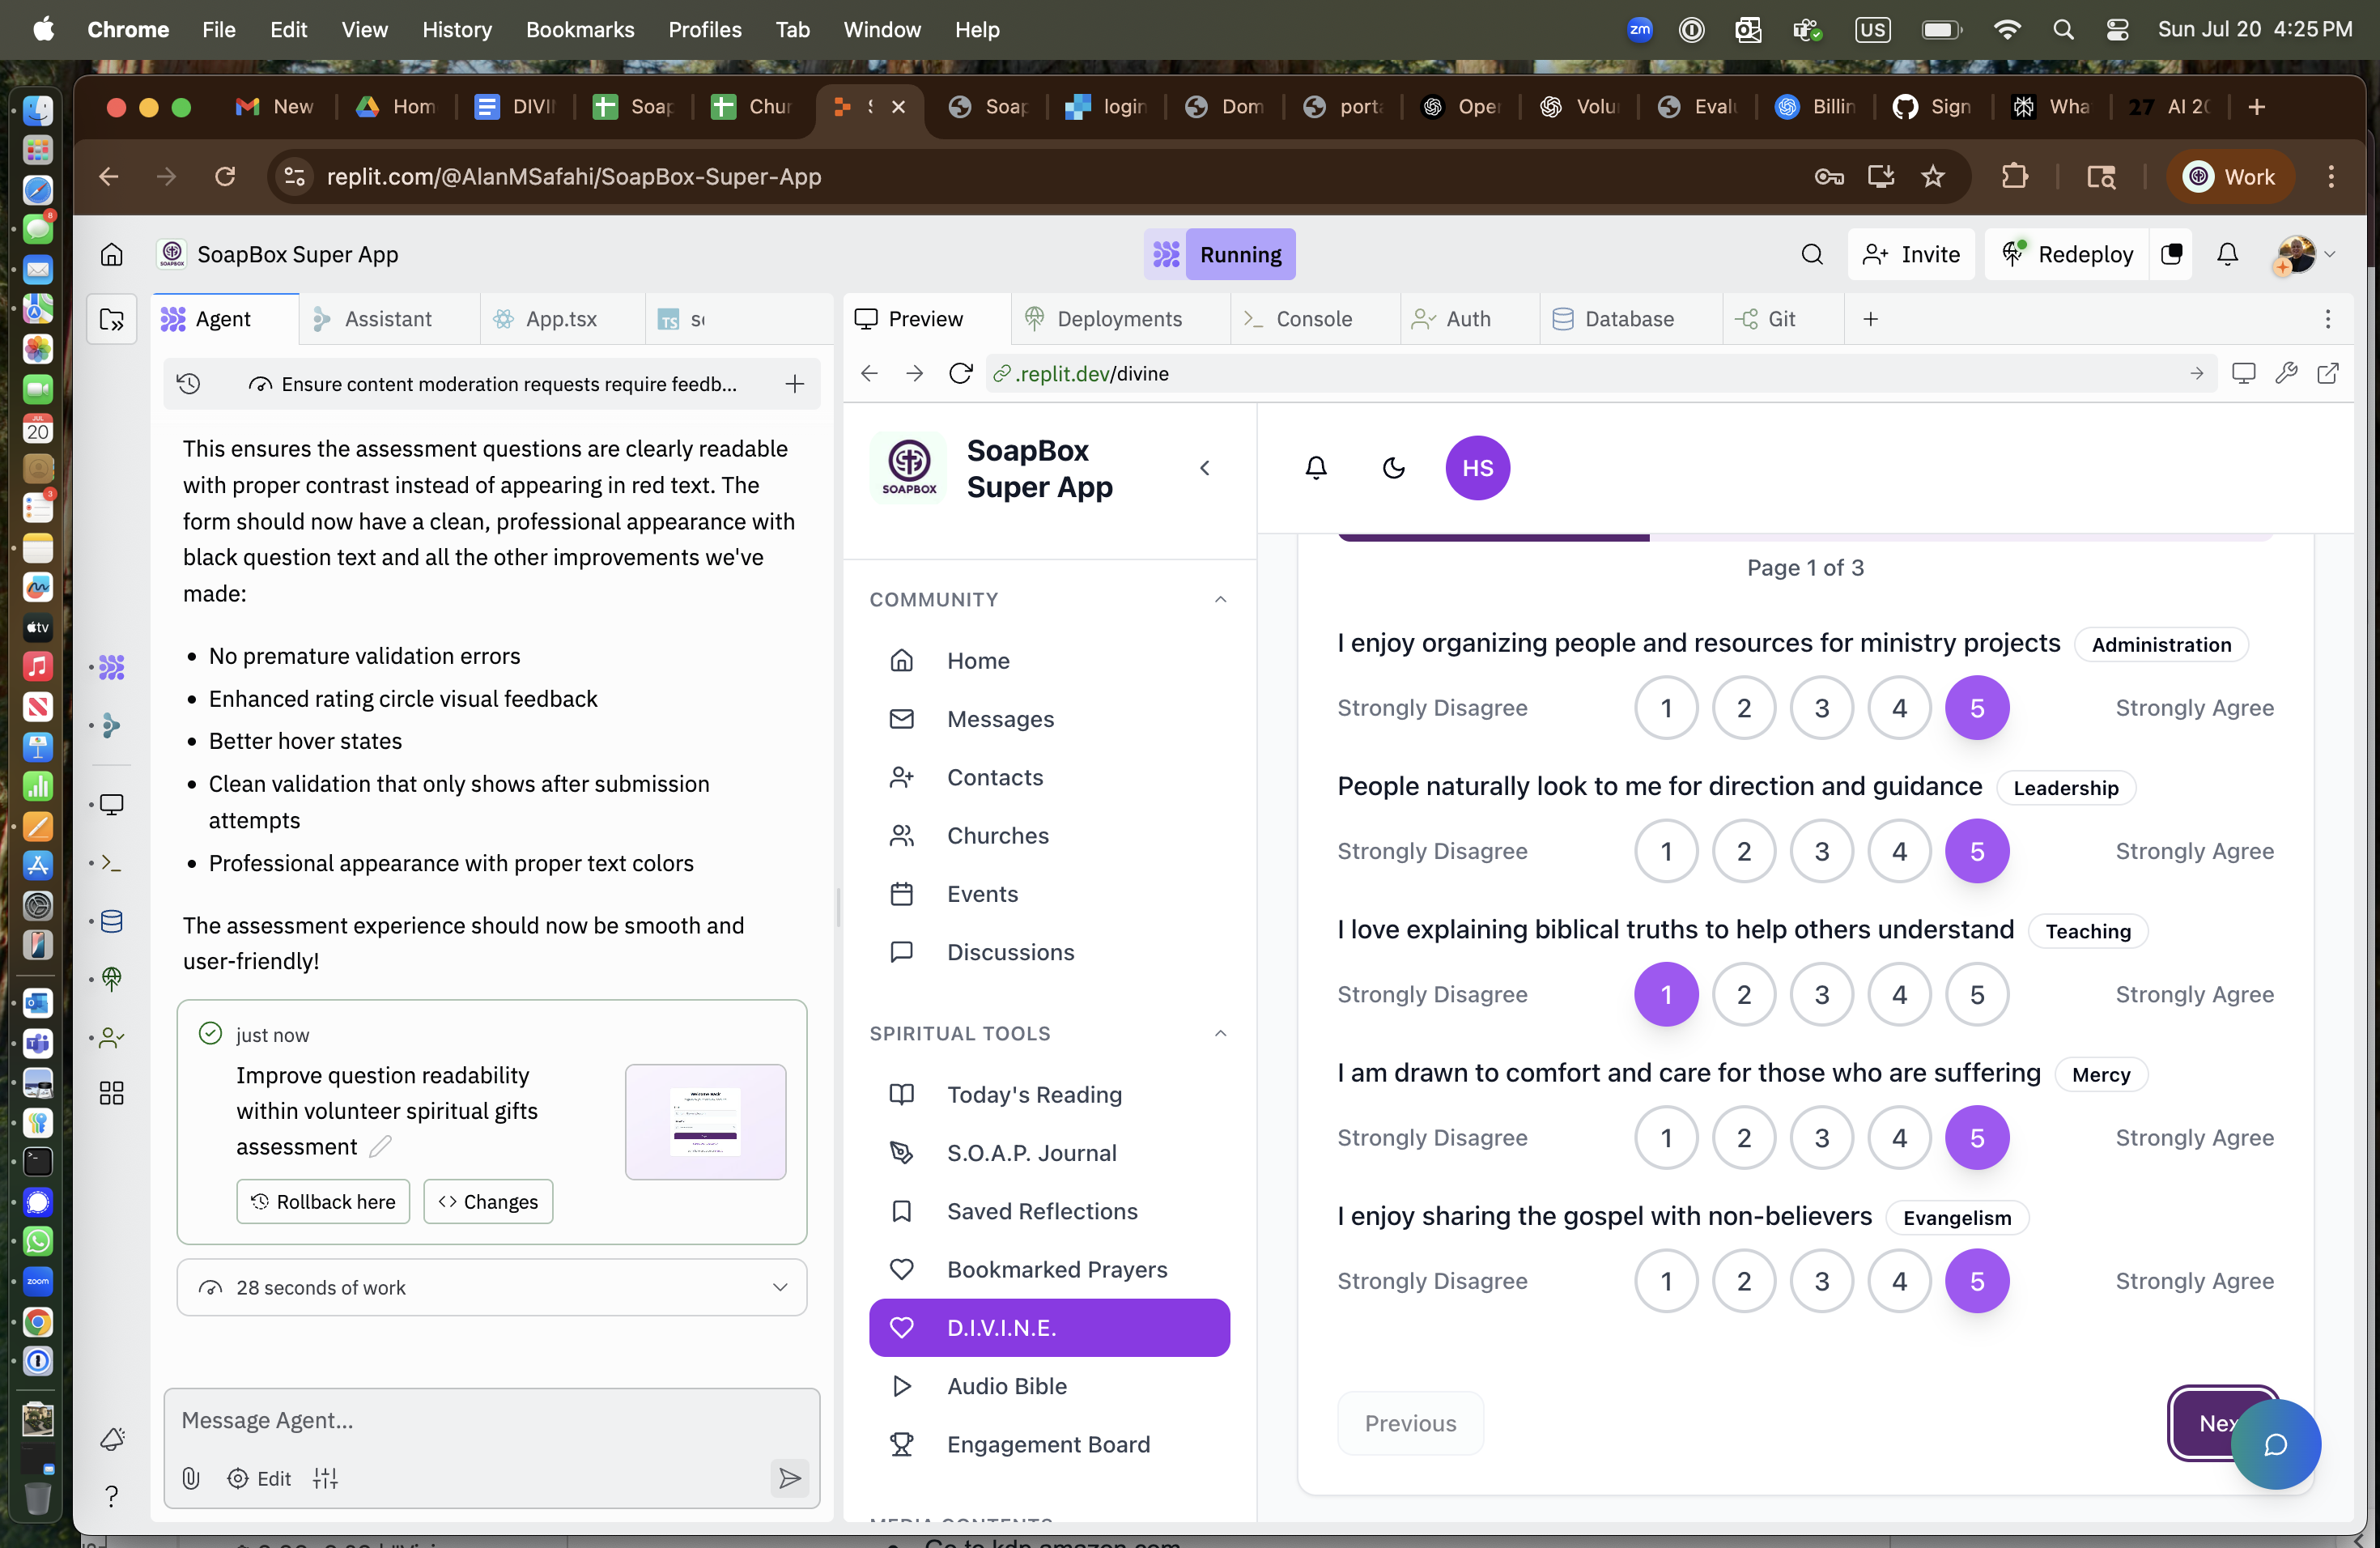 Chrome File Edit View History Bookmarks Profiles Tab Window Help
zm US Sun Jul 20 4:25 PM
New Hom DIVI Soap Chur Soap login Dom porta Oper Volu Evalu Billin Sign Wha 27 AI 20
replit.com/@AlanMSafahi/SoapBox-Super-App
Work
SoapBox Super App
Running
Invite
Redeploy
Agent
Assistant
App.tsx
TS
Preview
Deployments
Console
Auth
Database
Git
Ensure content moderation requests require feedb...
.replit.dev/divine
This ensures the assessment questions are clearly readable
with proper contrast instead of appearing in red text. The
form should now have a clean, professional appearance with
black question text and all the other improvements we've
made:
• No premature validation errors
• Enhanced rating circle visual feedback
• Better hover states
• Clean validation that only shows after submission
attempts
• Professional appearance with proper text colors
The assessment experience should now be smooth and
user-friendly!
just now
Improve question readability
within volunteer spiritual gifts
assessment
Rollback here
Changes
28 seconds of work
Message Agent...
Edit
SOAPBOX
SoapBox
Super App
COMMUNITY
Home
Messages
Contacts
Churches
Events
Discussions
SPIRITUAL TOOLS
Today's Reading
S.O.A.P. Journal
Saved Reflections
Bookmarked Prayers
D.I.V.I.N.E.
Audio Bible
Engagement Board
HS
Page 1 of 3
I enjoy organizing people and resources for ministry projects Administration
Strongly Disagree 1 2 3 4 5 Strongly Agree
People naturally look to me for direction and guidance Leadership
Strongly Disagree 1 2 3 4 5 Strongly Agree
I love explaining biblical truths to help others understand Teaching
Strongly Disagree 1 2 3 4 5 Strongly Agree
I am drawn to comfort and care for those who are suffering Mercy
Strongly Disagree 1 2 3 4 5 Strongly Agree
I enjoy sharing the gospel with non-believers Evangelism
Strongly Disagree 1 2 3 4 5 Strongly Agree
Previous
Nex
JUL
20
tv
zoom